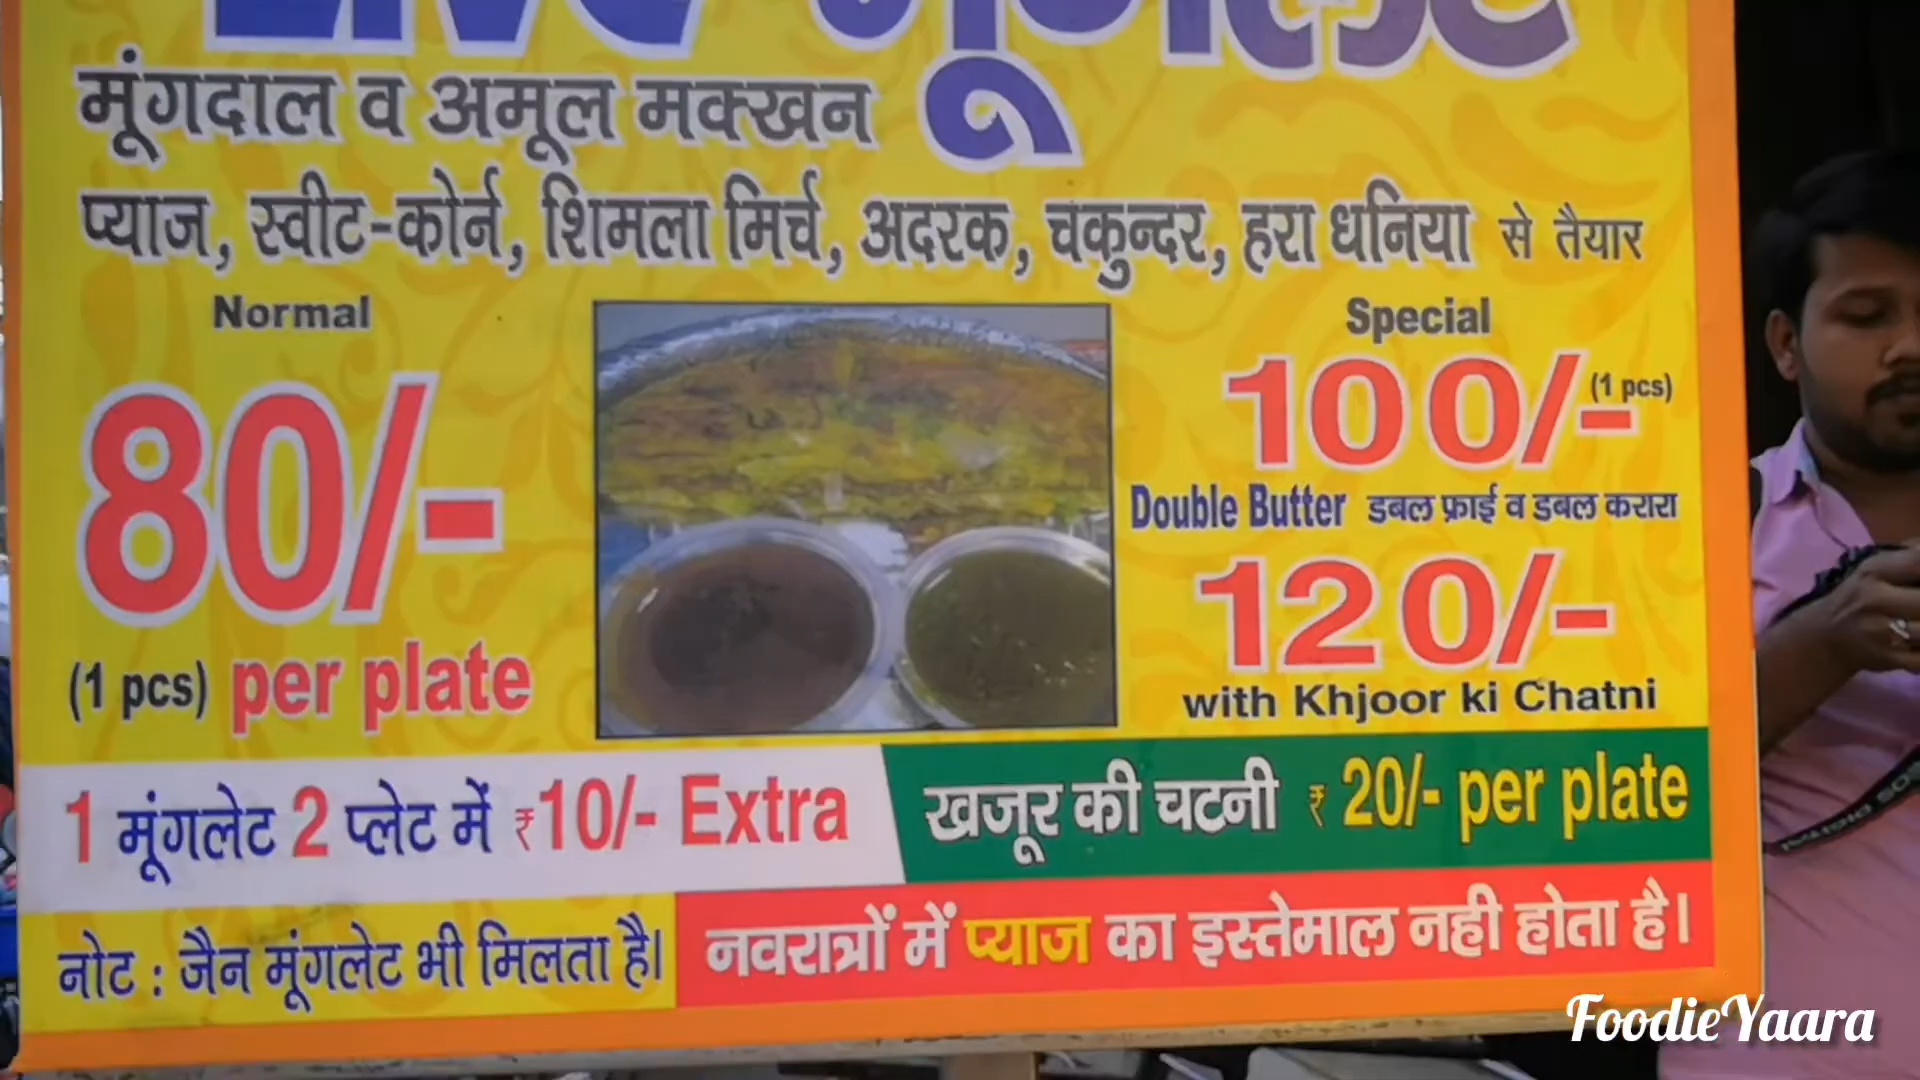 मूंगलेट
मूंगदाल व अमूल मक्खन
प्याज, स्वीट-कोर्न, शिमला मिर्च, अदरक, चकुन्दर, हरा धनिया से तैयार
Normal
80/-
(1 pcs) per plate
Special
100/- (1 pcs)
Double Butter डबल फ्राई व डबल करारा
120/-
with Khjoor ki Chatni
1 मूंगलेट 2 प्लेट में ₹10/- Extra
खजूर की चटनी ₹ 20/- per plate
नोट : जैन मूंगलेट भी मिलता है।
नवरात्रों में प्याज का इस्तेमाल नही होता है।
FoodieYaara